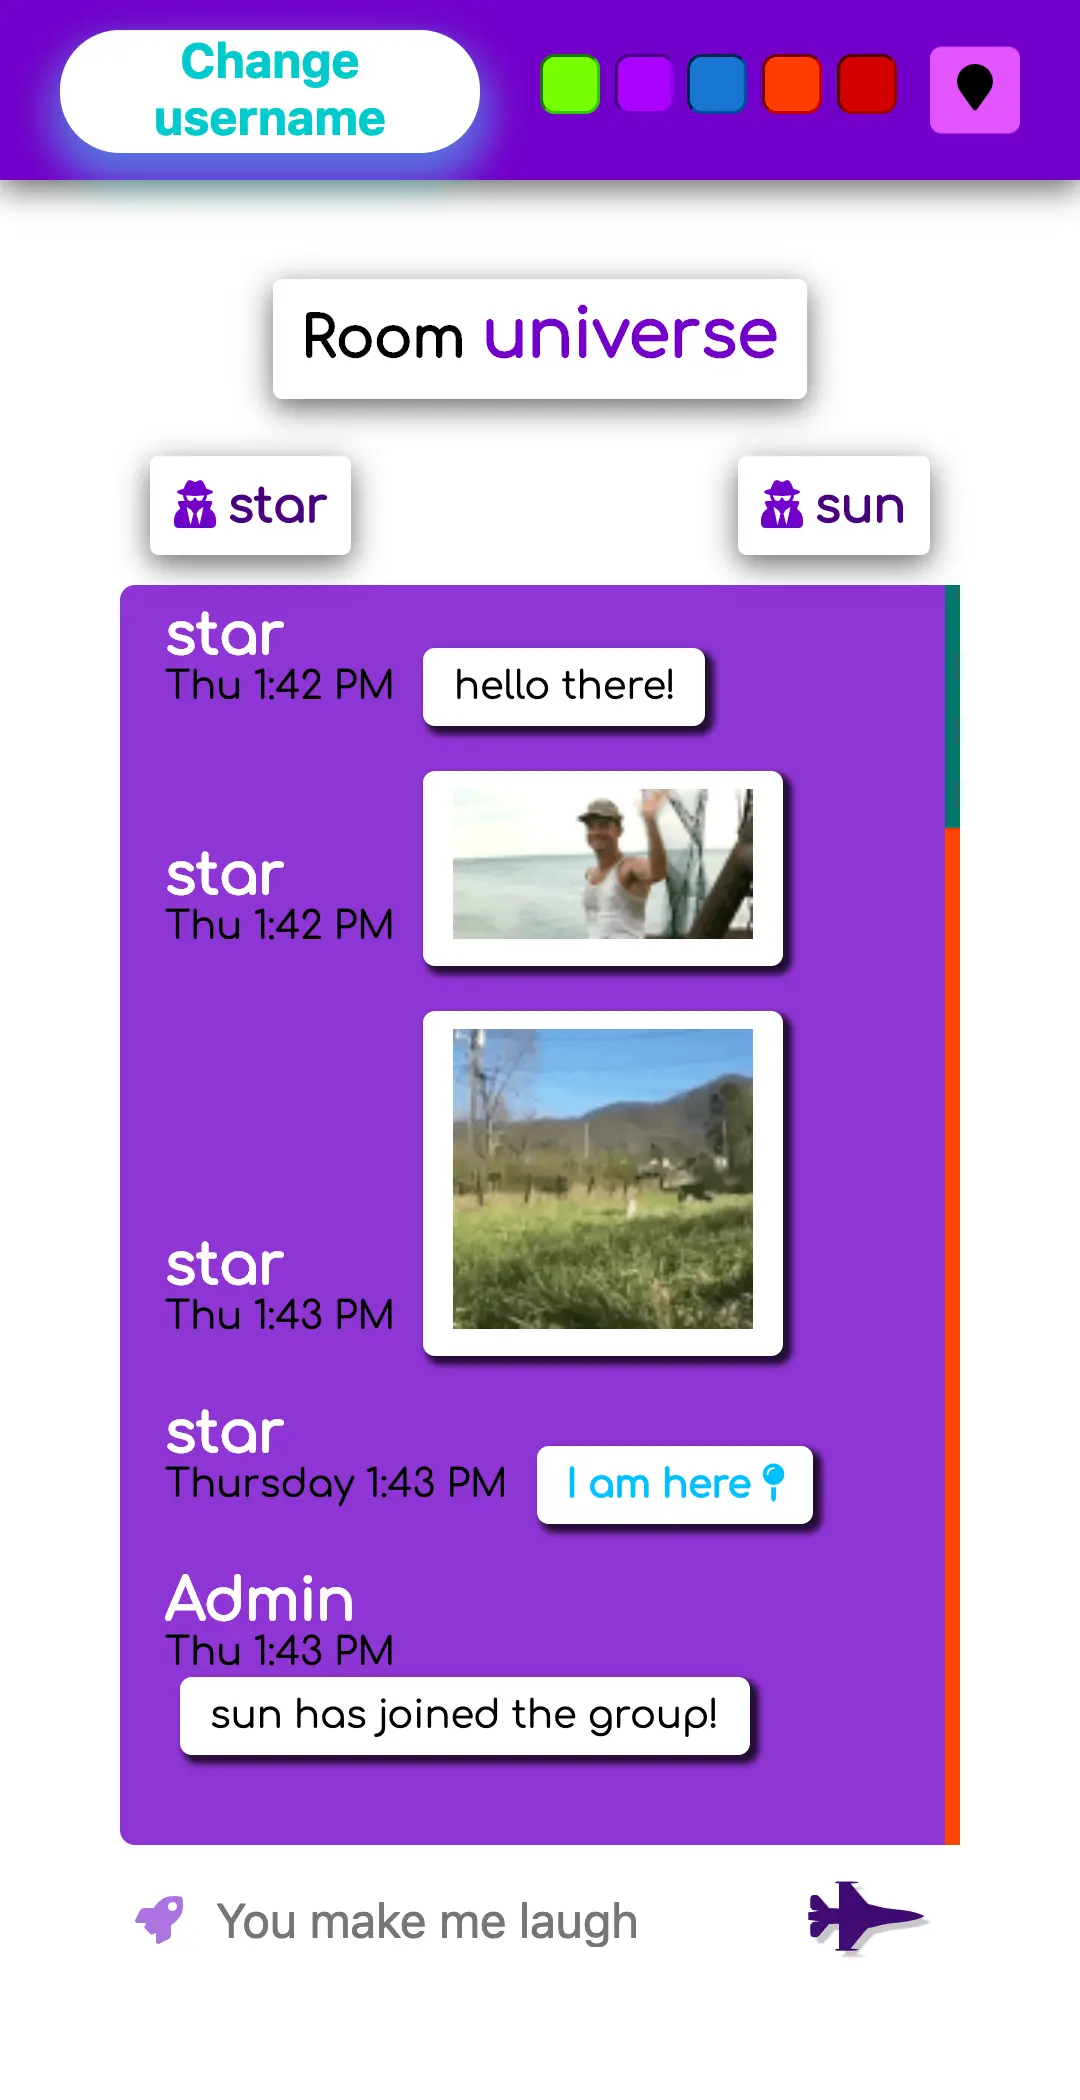 Change
username
Room universe
star
sun
star
Thu 1:42 PM
hello there!
star
Thu 1:42 PM
star
Thu 1:43 PM
star
Thursday 1:43 PM
I am here
Admin
Thu 1:43 PM
sun has joined the group!
You make me laugh